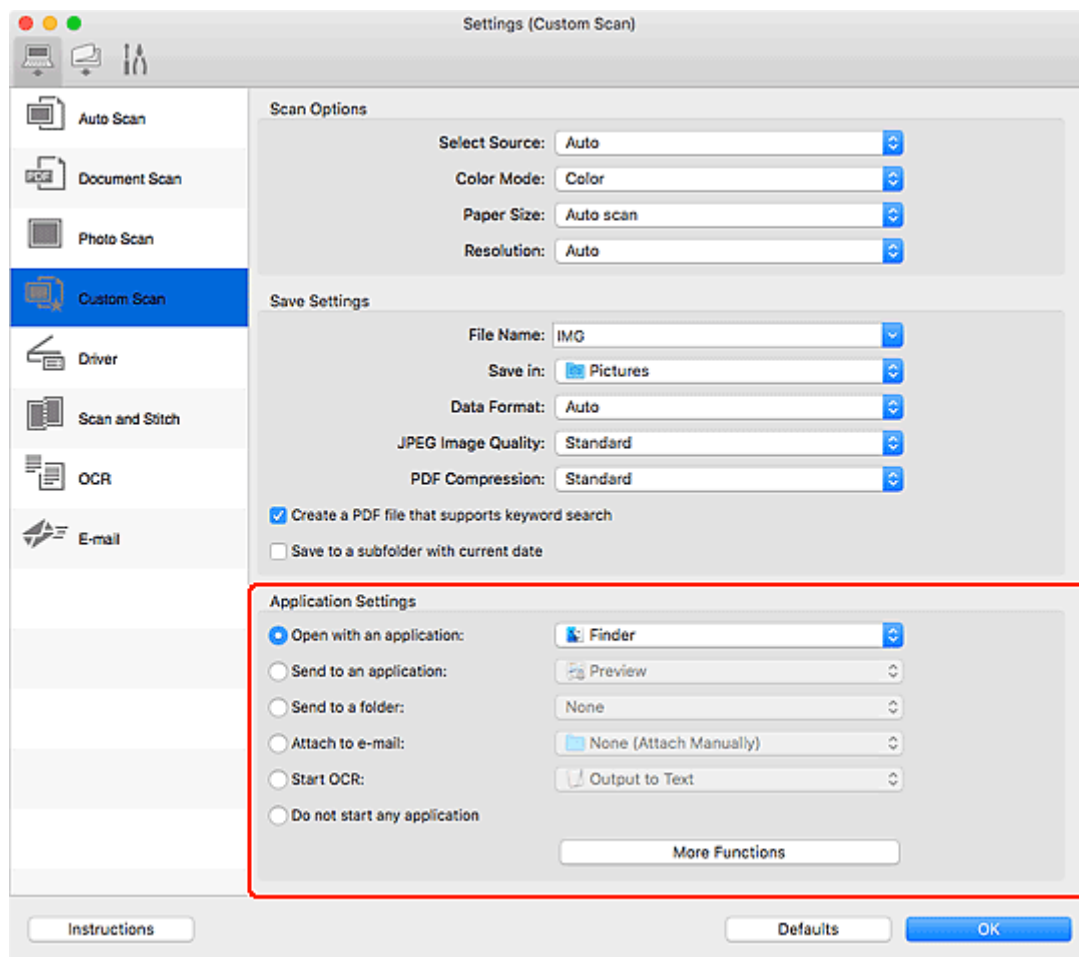 Settings (Custom Scan)
Auto Scan
Document Scan
PDF
Photo Scan
Custom Scan
Driver
Scan and Stitch
OCR
E-mail
Scan Options
Select Source: Auto
Color Mode: Color
Paper Size: Auto scan
Resolution: Auto
Save Settings
File Name: IMG
Save in: Pictures
Data Format: Auto
JPEG Image Quality: Standard
PDF Compression: Standard
Create a PDF file that supports keyword search
Save to a subfolder with current date
Application Settings
Open with an application: Finder
Send to an application: Preview
Send to a folder: None
Attach to e-mail: None (Attach Manually)
Start OCR: Output to Text
Do not start any application
More Functions
Instructions Defaults OK